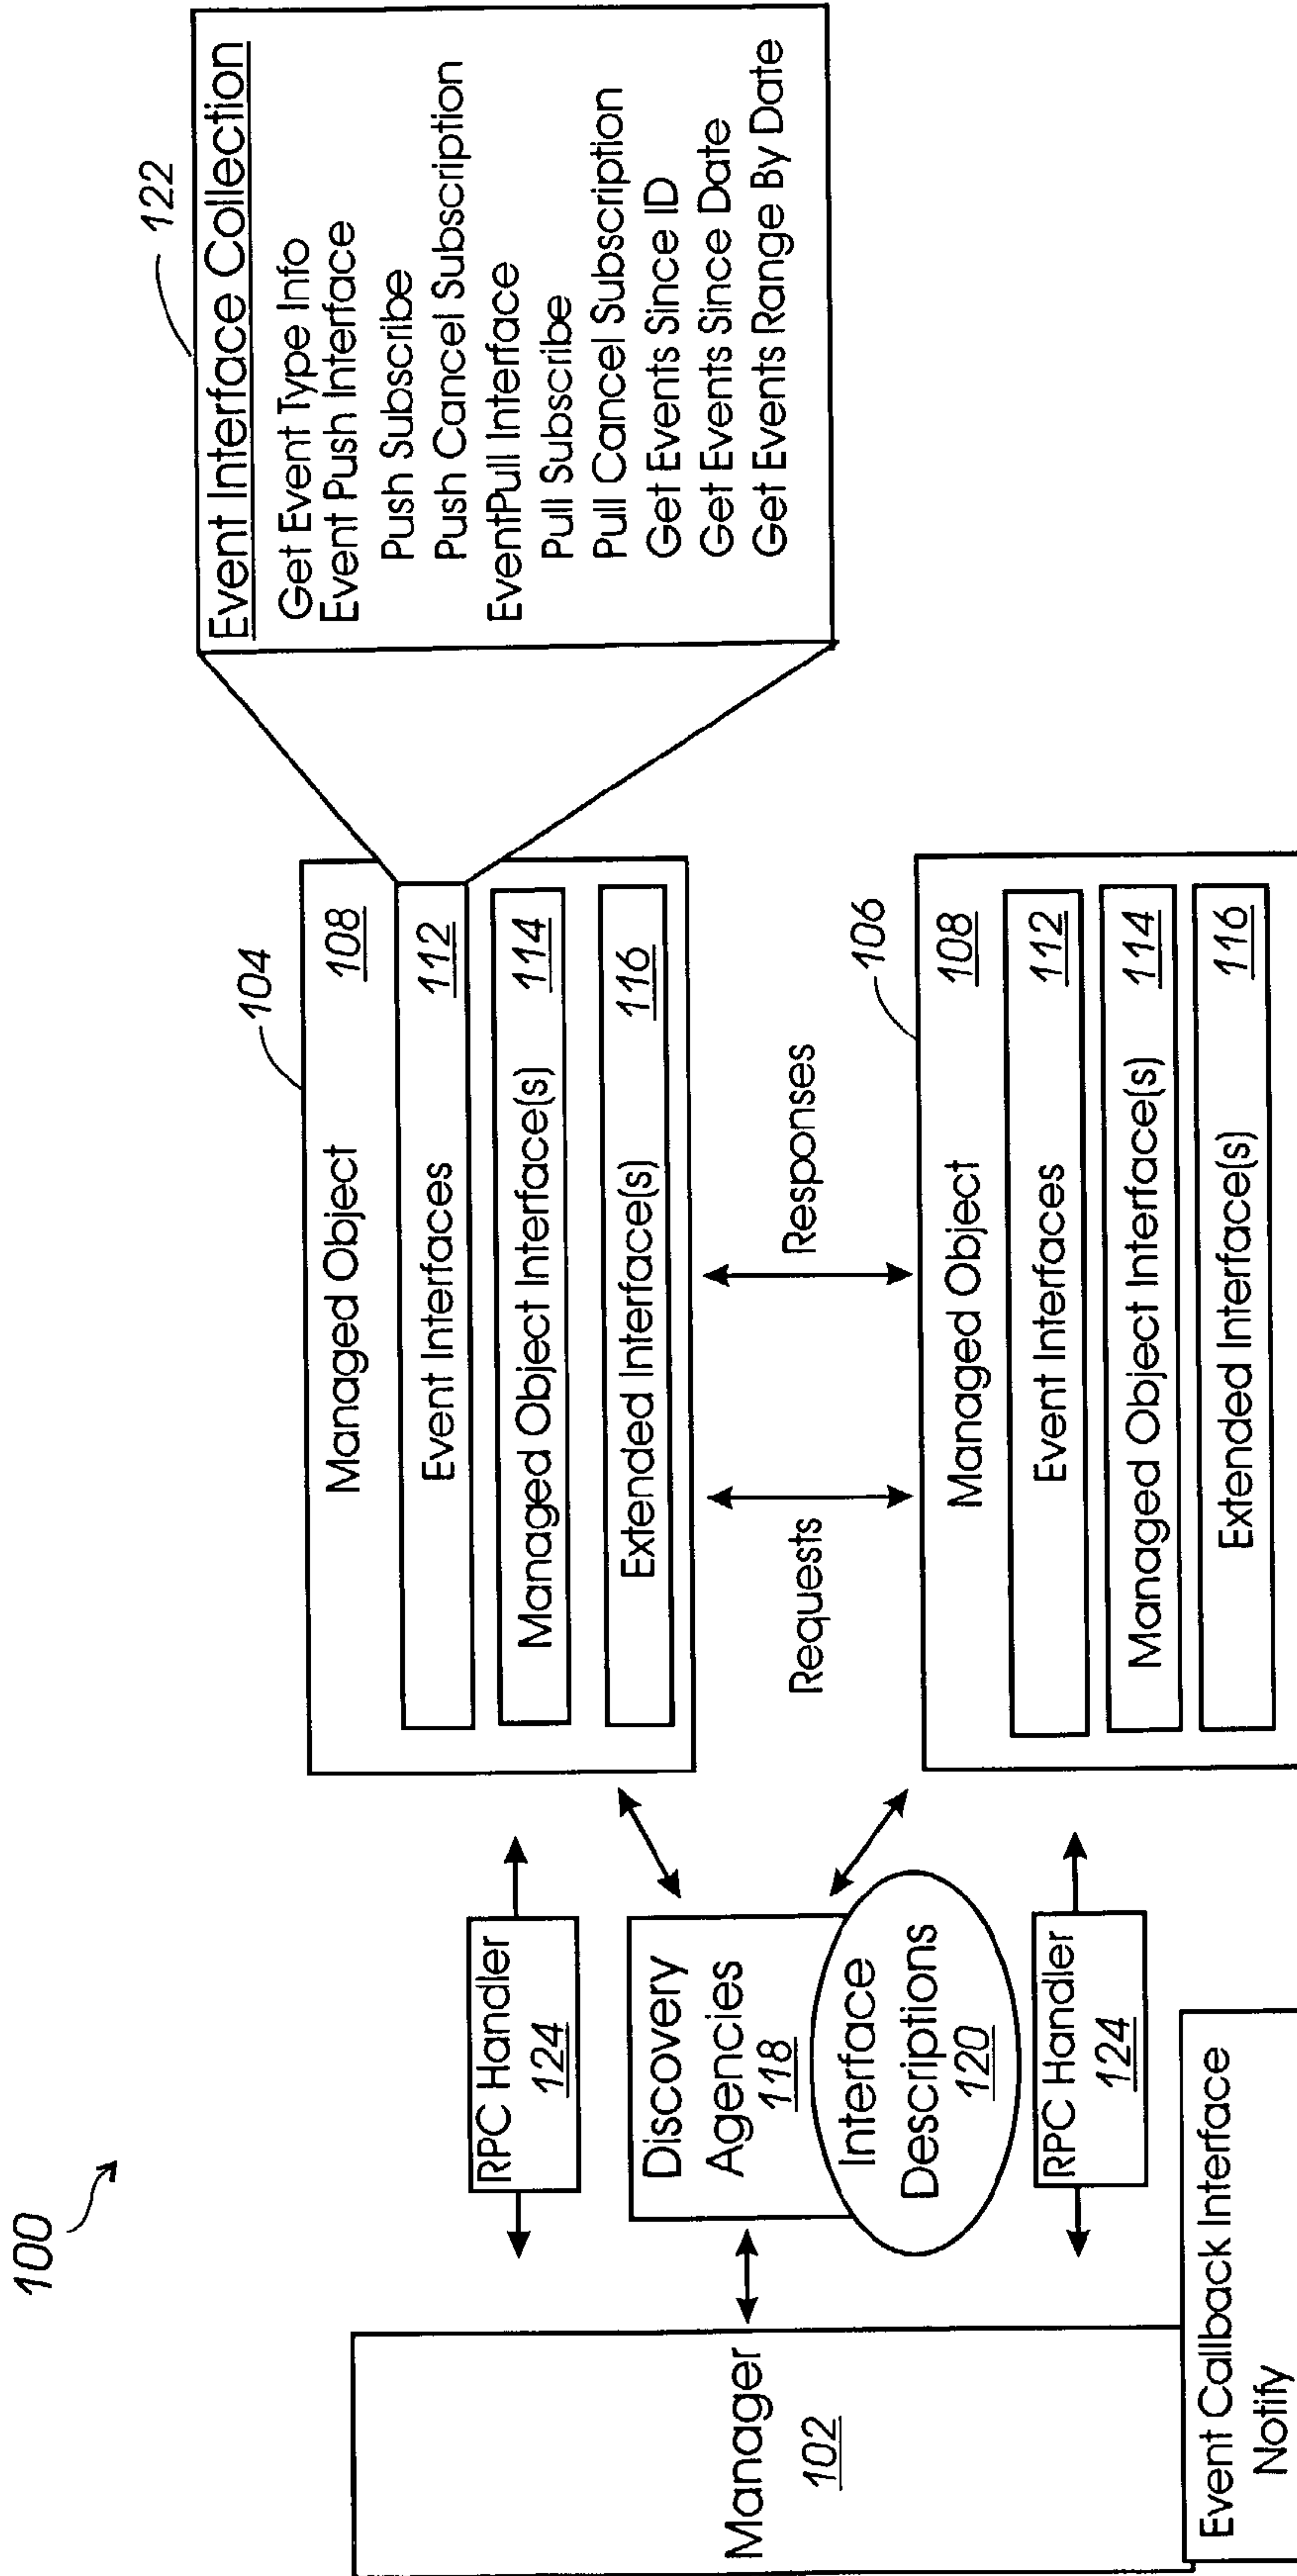 100
Manager
102
Event Callback Interface
Notify
RPC Handler
124
Discovery
Agencies
118
Interface
Descriptions
120
RPC Handler
124
104
Managed Object 108
Event Interfaces 112
Managed Object Interface(s) 114
Extended Interface(s) 116
Requests
Responses
106
Managed Object 108
Event Interfaces 112
Managed Object Interface(s) 114
Extended Interface(s) 116
122
Event Interface Collection
Get Event Type Info
Event Push Interface
Push Subscribe
Push Cancel Subscription
EventPull Interface
Pull Subscribe
Pull Cancel Subscription
Get Events Since ID
Get Events Since Date
Get Events Range By Date